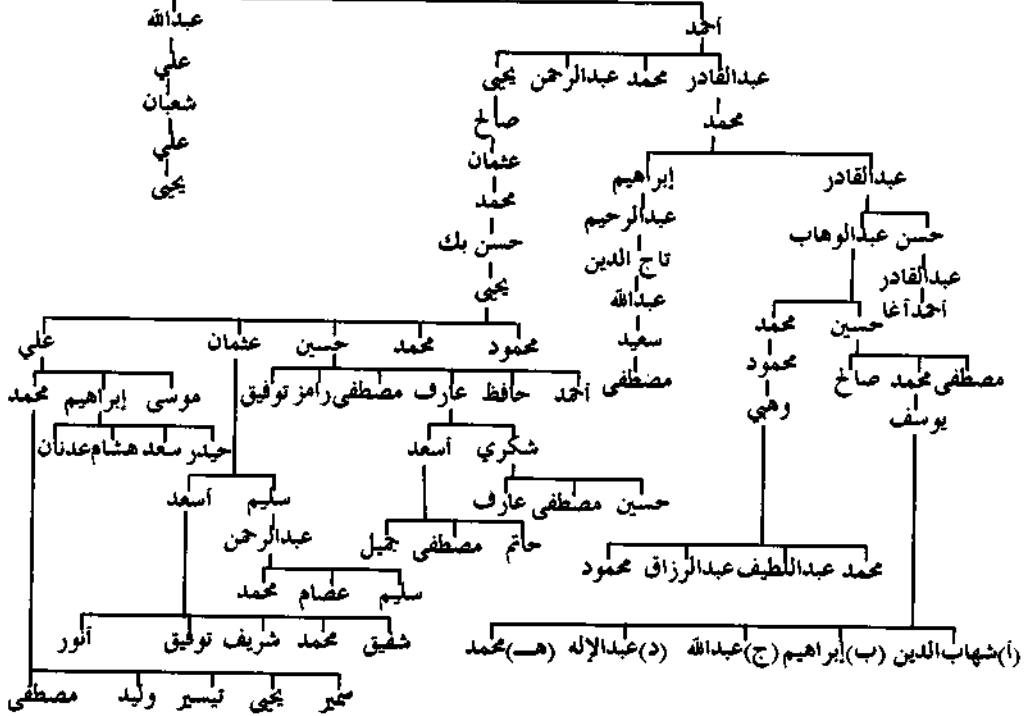 أحمد عبدالله
عبدالقادر محمد عبدالرحمن يحيى علي
محمد صالح شعبان
عثمان علي
عبدالقادر إبراهيم محمد يحيى
حسن عبدالوهاب عبدالرحيم حسن بك
عبدالقادر تاج الدين يحيى
أحمد آغا عبدالله
حسين محمد سعيد محمود محمد حسين عثمان علي
مصطفى محمد صالح محمود مصطفى أحمد حافظ عارف مصطفى رامز توفيق موسى إبراهيم محمد
يوسف وهبي شكري أسعد حيدر سعد هشام عدنان
حسين مصطفى عارف سليم أسعد
حاتم مصطفى جميل عبدالرحمن
محمد عبداللطيف عبدالرزاق محمود سليم عصام محمد
شفيق محمد شريف توفيق أنور
(أ)شهاب الدين (ب)إبراهيم (ج)عبدالله (د)عبدالإله (هـ)محمد
سمير يحيى تيسير وليد مصطفى